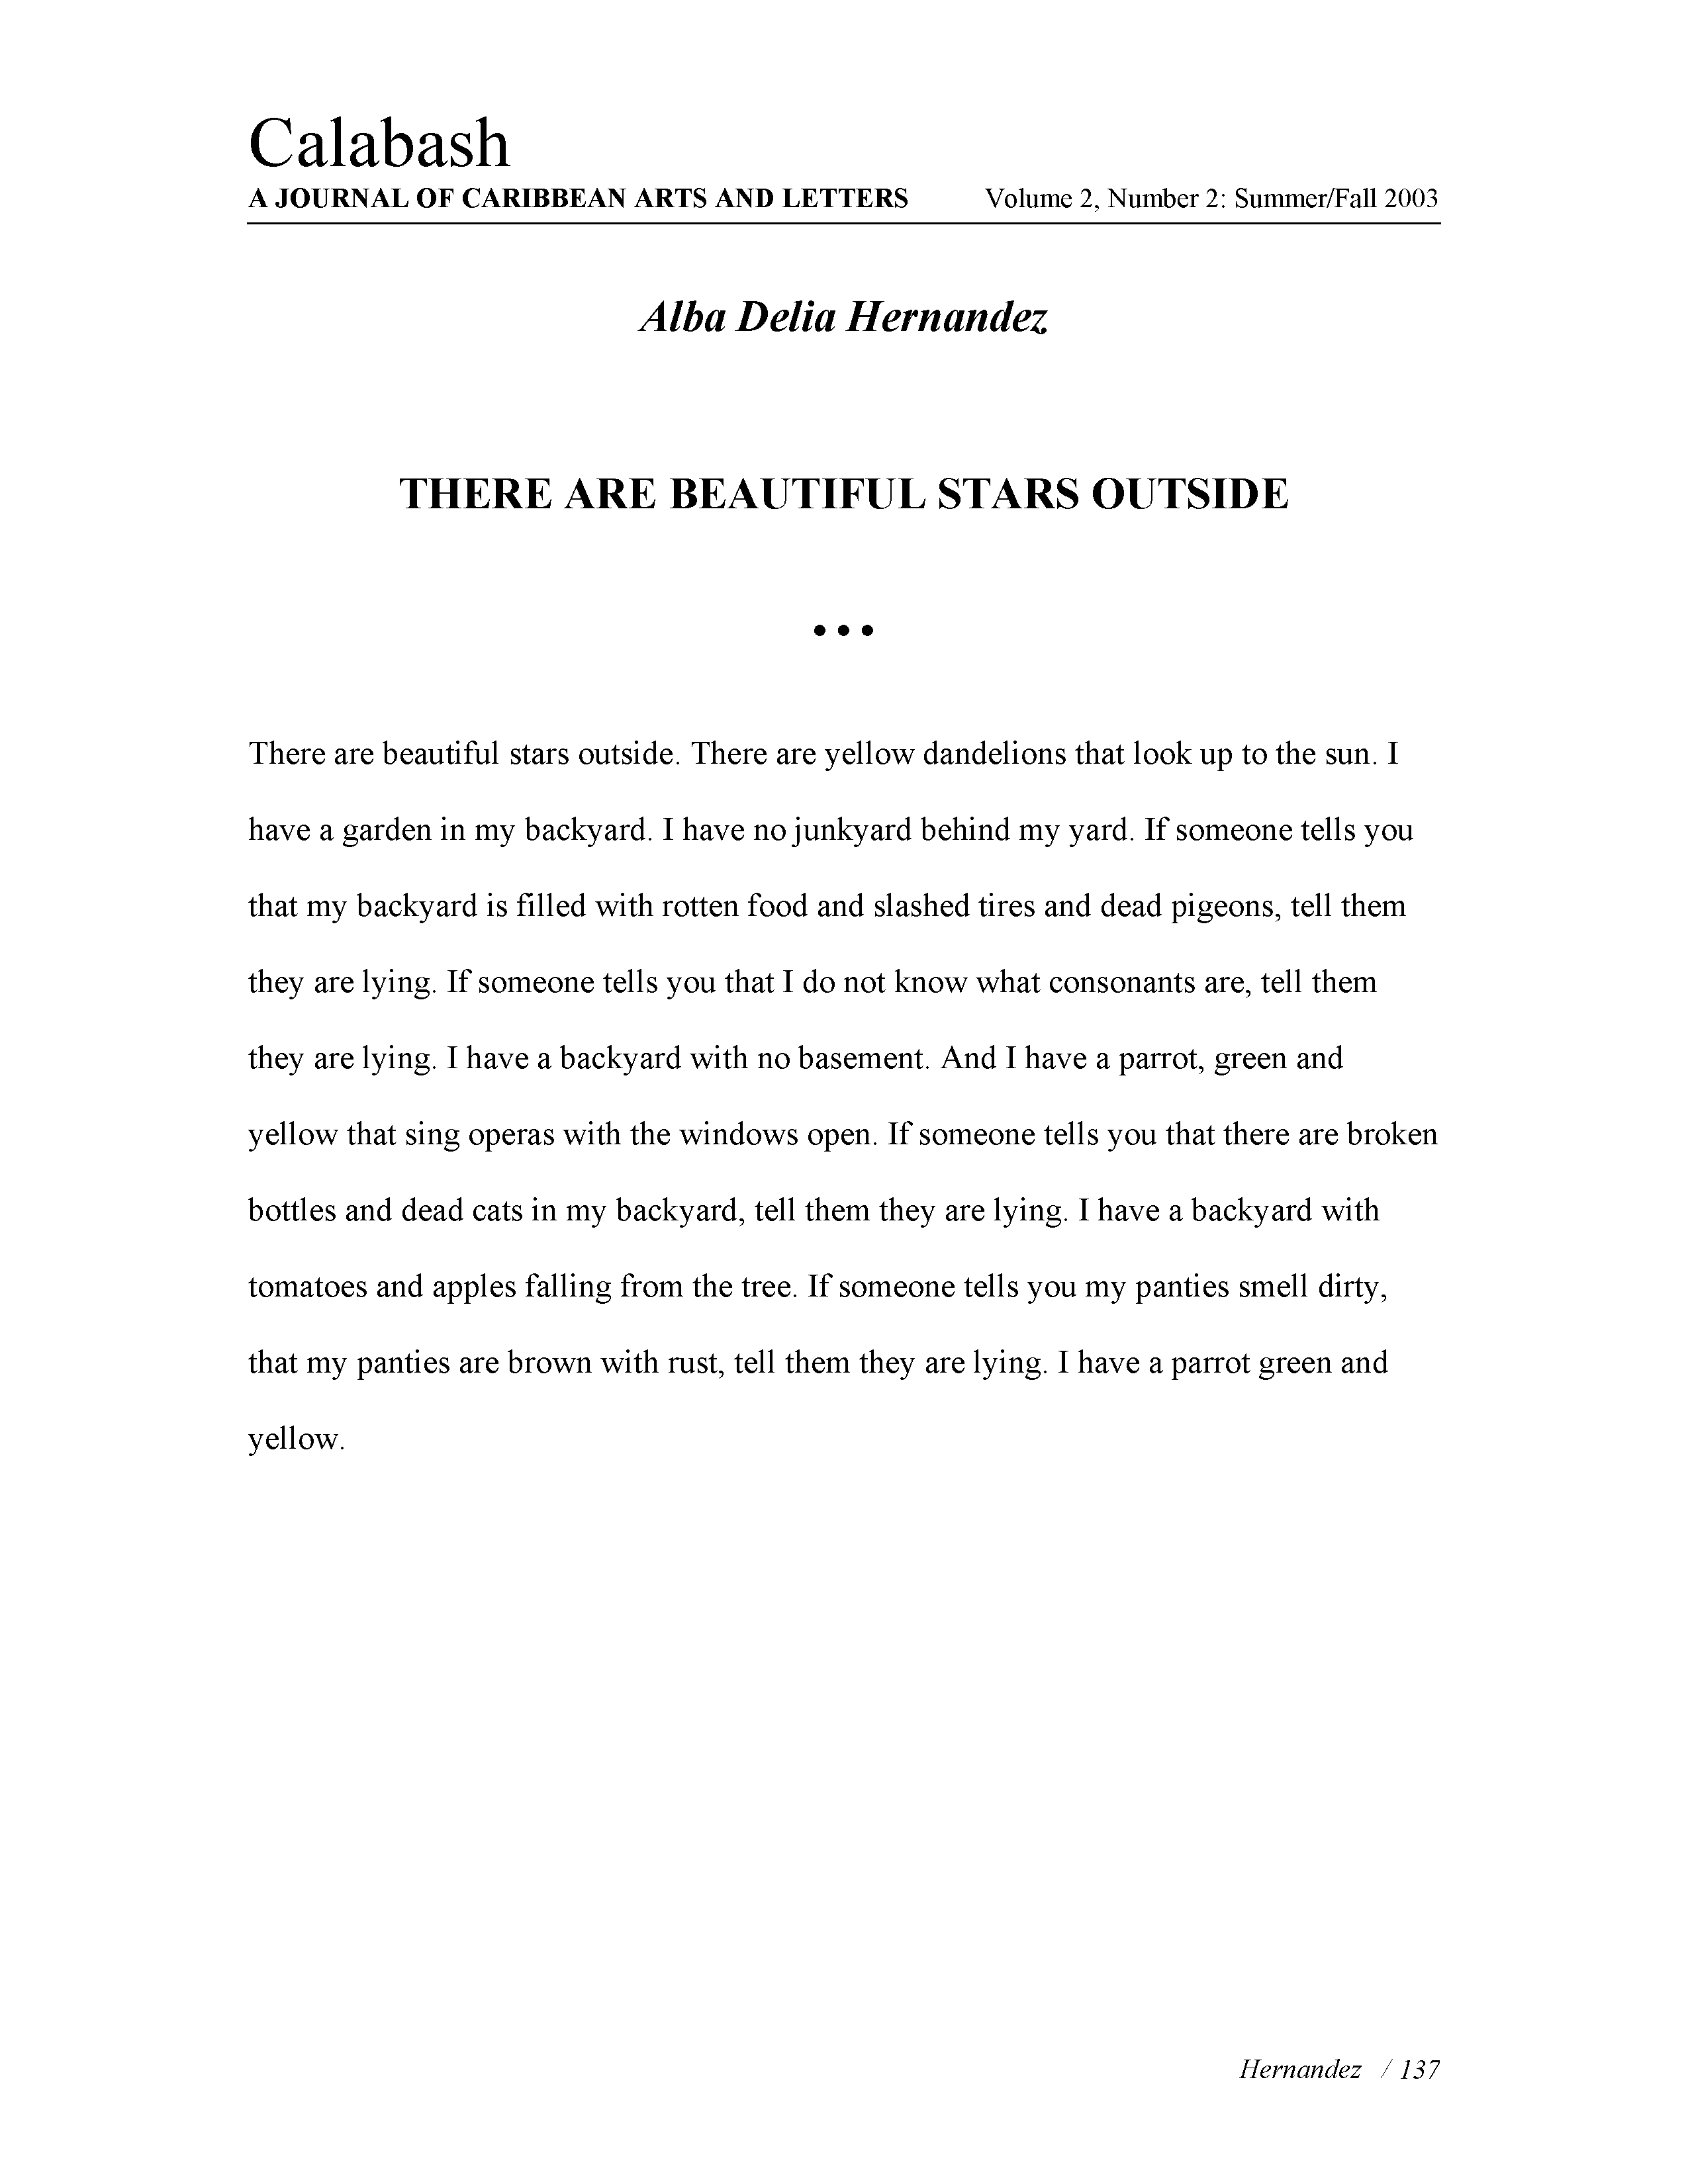 Calabash
A JOURNAL OF CARIBBEAN ARTS AND LETTERS Volume 2, Number 2: Summer/Fall 2003
Alba Delia Hernandez
THERE ARE BEAUTIFUL STARS OUTSIDE
• • •
There are beautiful stars outside. There are yellow dandelions that look up to the sun. I
have a garden in my backyard. I have no junkyard behind my yard. If someone tells you
that my backyard is filled with rotten food and slashed tires and dead pigeons, tell them
they are lying. If someone tells you that I do not know what consonants are, tell them
they are lying. I have a backyard with no basement. And I have a parrot, green and
yellow that sing operas with the windows open. If someone tells you that there are broken
bottles and dead cats in my backyard, tell them they are lying. I have a backyard with
tomatoes and apples falling from the tree. If someone tells you my panties smell dirty,
that my panties are brown with rust, tell them they are lying. I have a parrot green and
yellow.
Hernandez / 137